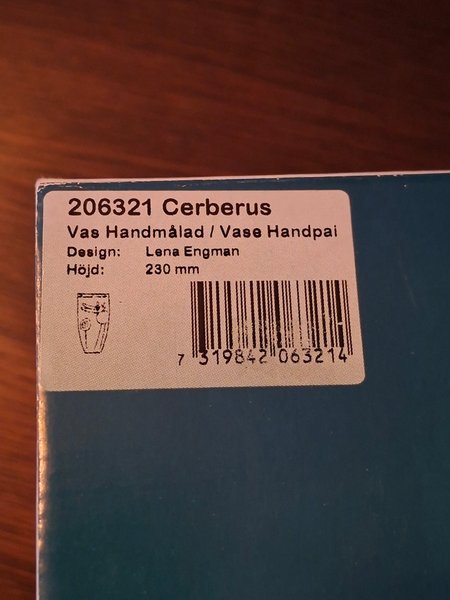 206321 Cerberus
Vas Handmålad / Vase Handpai
Design: Lena Engman
Höjd: 230 mm
7 319842 063214